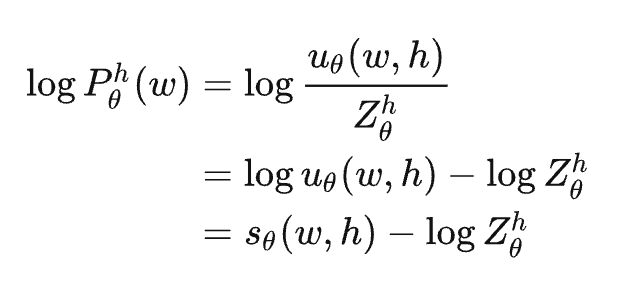 log P_θ^h(w) = log u_θ(w, h) / Z_θ^h
= log u_θ(w, h) − log Z_θ^h
= s_θ(w, h) − log Z_θ^h